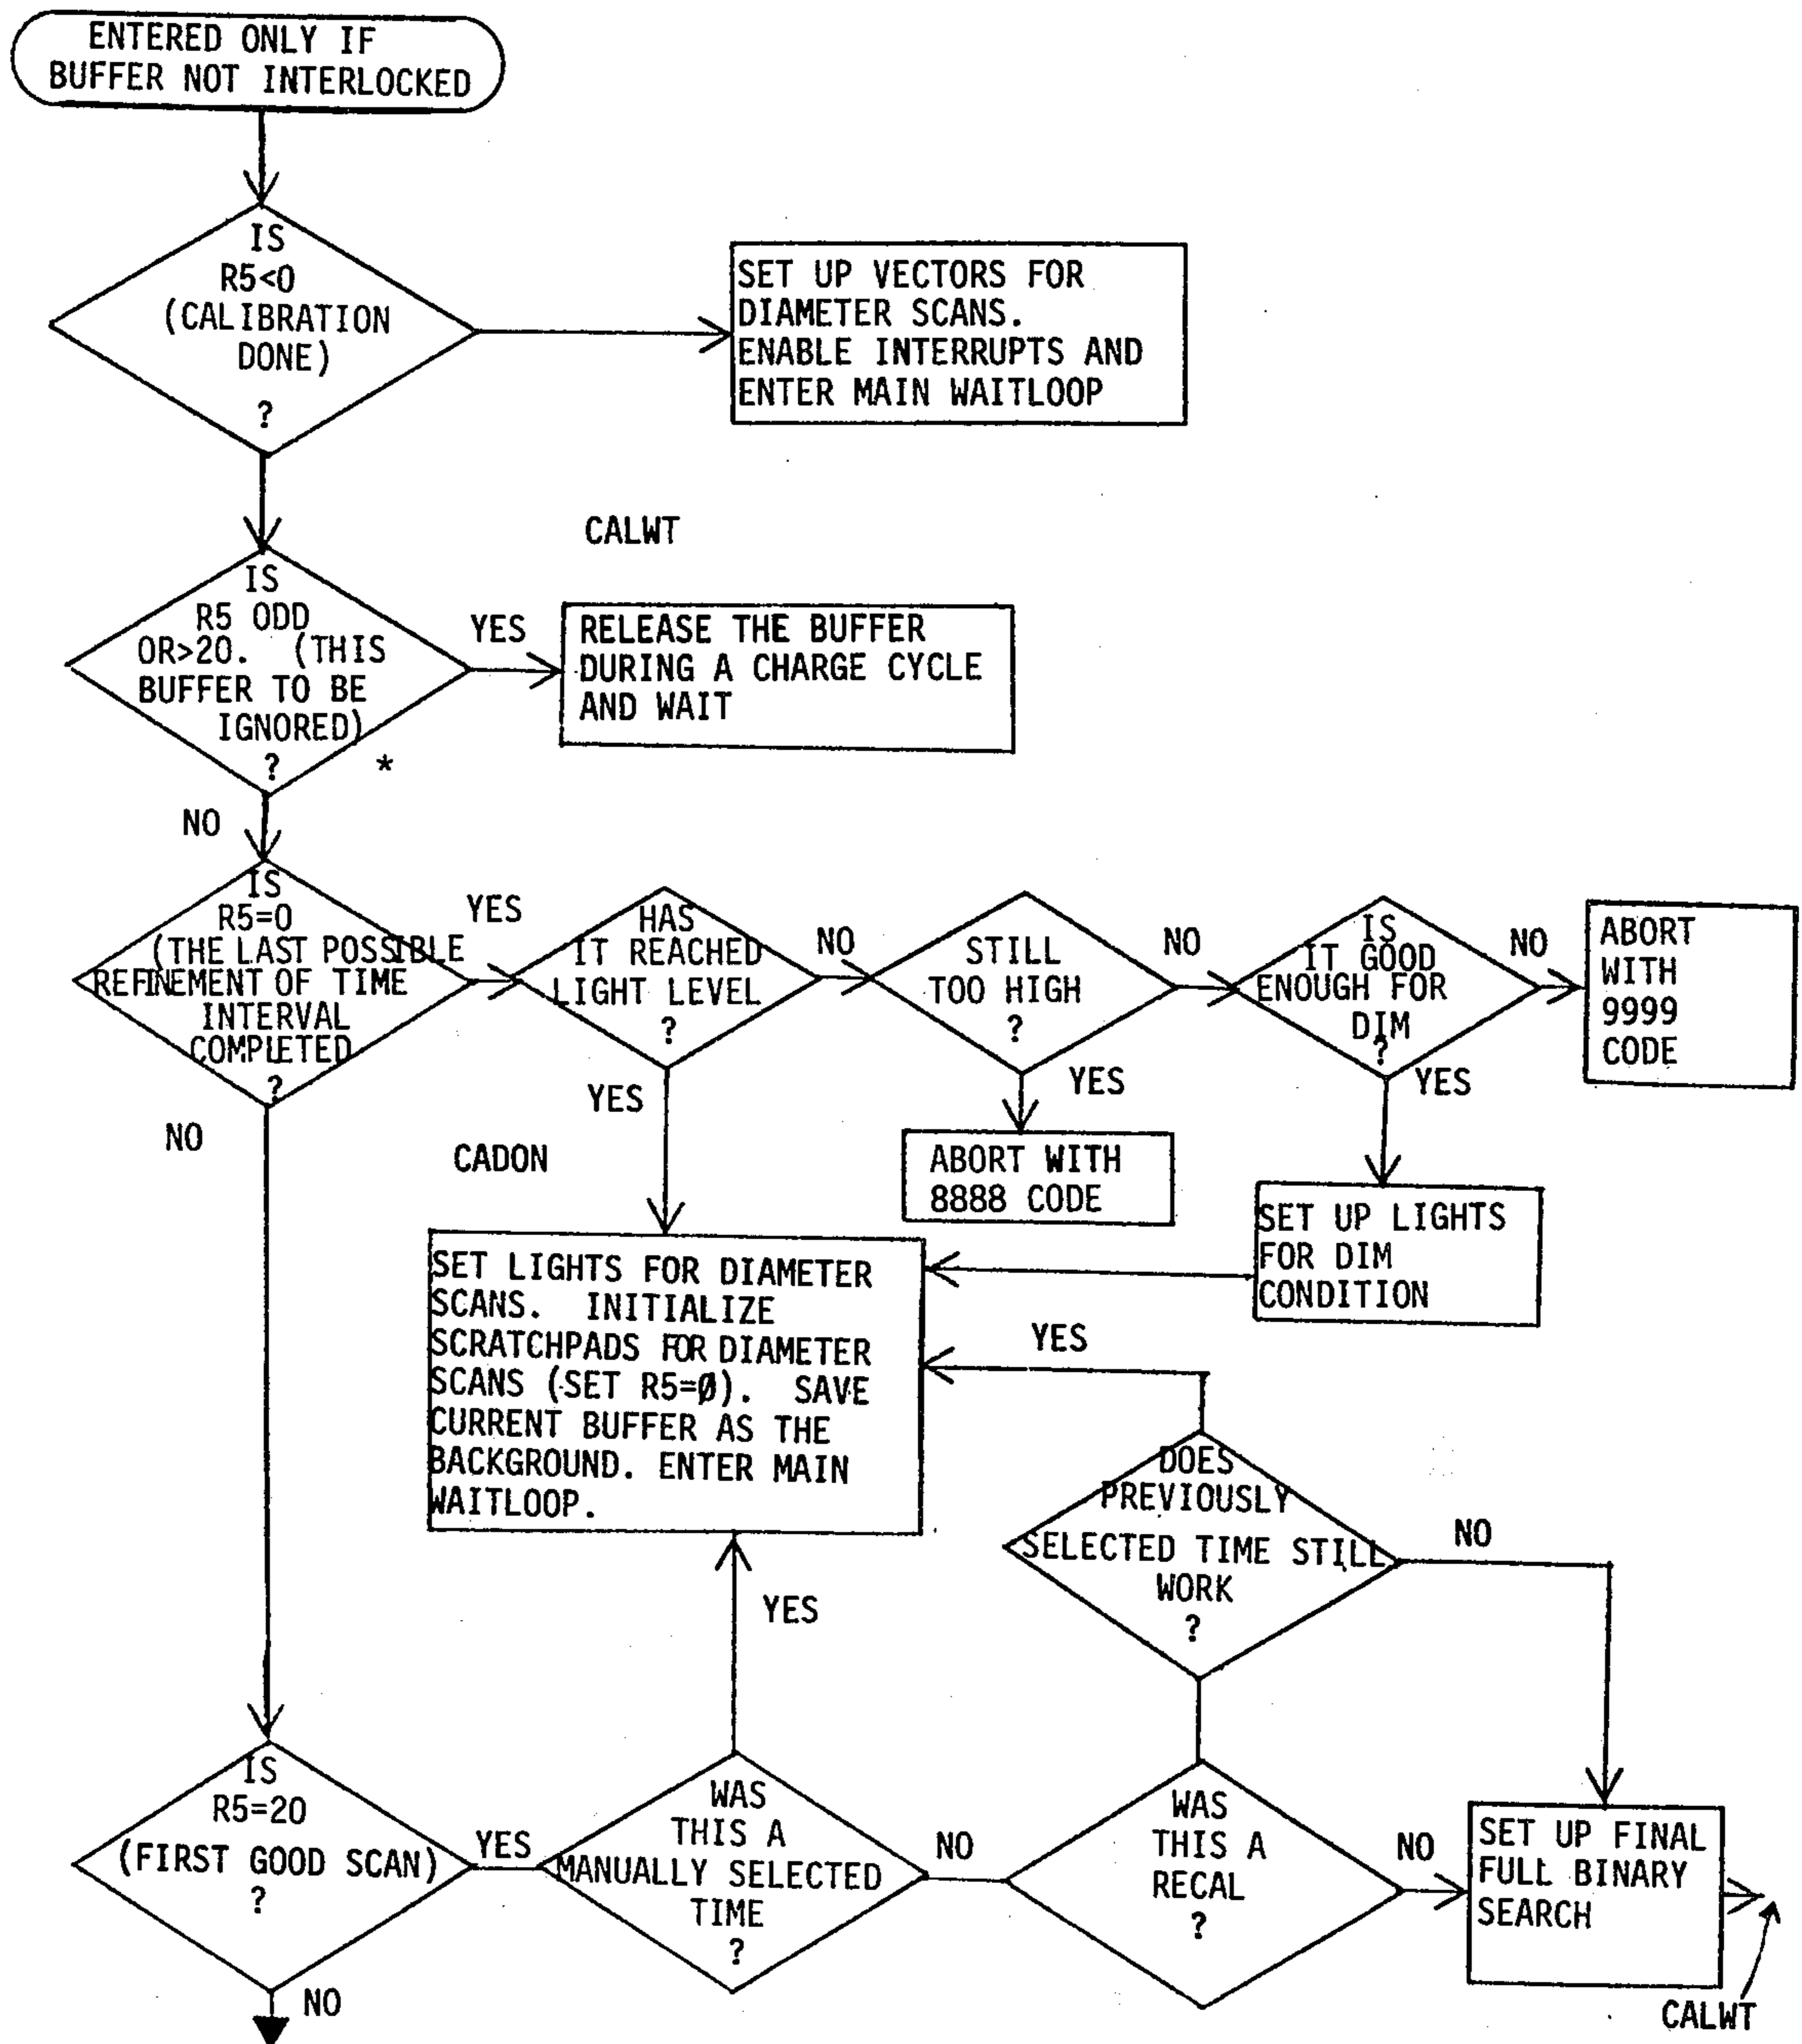 ENTERED ONLY IF
BUFFER NOT INTERLOCKED
IS
R5<0
(CALIBRATION
DONE)
?
SET UP VECTORS FOR
DIAMETER SCANS.
ENABLE INTERRUPTS AND
ENTER MAIN WAITLOOP
CALWT
IS
R5 ODD
OR>20. (THIS
BUFFER TO BE
IGNORED)
?
*
YES
RELEASE THE BUFFER
DURING A CHARGE CYCLE
AND WAIT
NO
IS
R5=0
(THE LAST POSSIBLE
REFINEMENT OF TIME
INTERVAL
COMPLETED
?
YES
HAS
IT REACHED
LIGHT LEVEL
?
NO
STILL
TOO HIGH
?
NO
IS
IT GOOD
ENOUGH FOR
DIM
?
NO
ABORT
WITH
9999
CODE
NO
YES
CADON
YES
ABORT WITH
8888 CODE
YES
SET UP LIGHTS
FOR DIM
CONDITION
SET LIGHTS FOR DIAMETER
SCANS. INITIALIZE
SCRATCHPADS FOR DIAMETER
SCANS (SET R5=Ø). SAVE
CURRENT BUFFER AS THE
BACKGROUND. ENTER MAIN
WAITLOOP.
YES
DOES
PREVIOUSLY
SELECTED TIME STILL
WORK
?
NO
YES
IS
R5=20
(FIRST GOOD SCAN)
?
YES
WAS
THIS A
MANUALLY SELECTED
TIME
?
NO
WAS
THIS A
RECAL
?
NO
SET UP FINAL
FULL BINARY
SEARCH
CALWT
NO